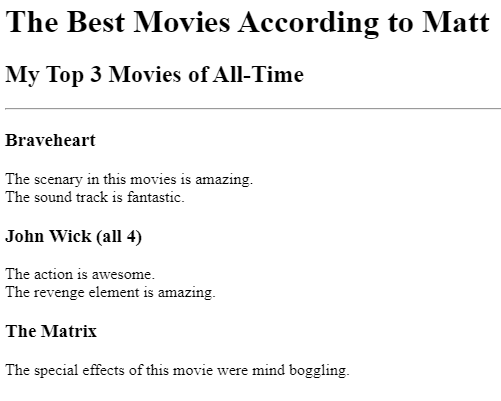 The Best Movies According to Matt
My Top 3 Movies of All-Time
Braveheart
The scenary in this movies is amazing.
The sound track is fantastic.
John Wick (all 4)
The action is awesome.
The revenge element is amazing.
The Matrix
The special effects of this movie were mind boggling.